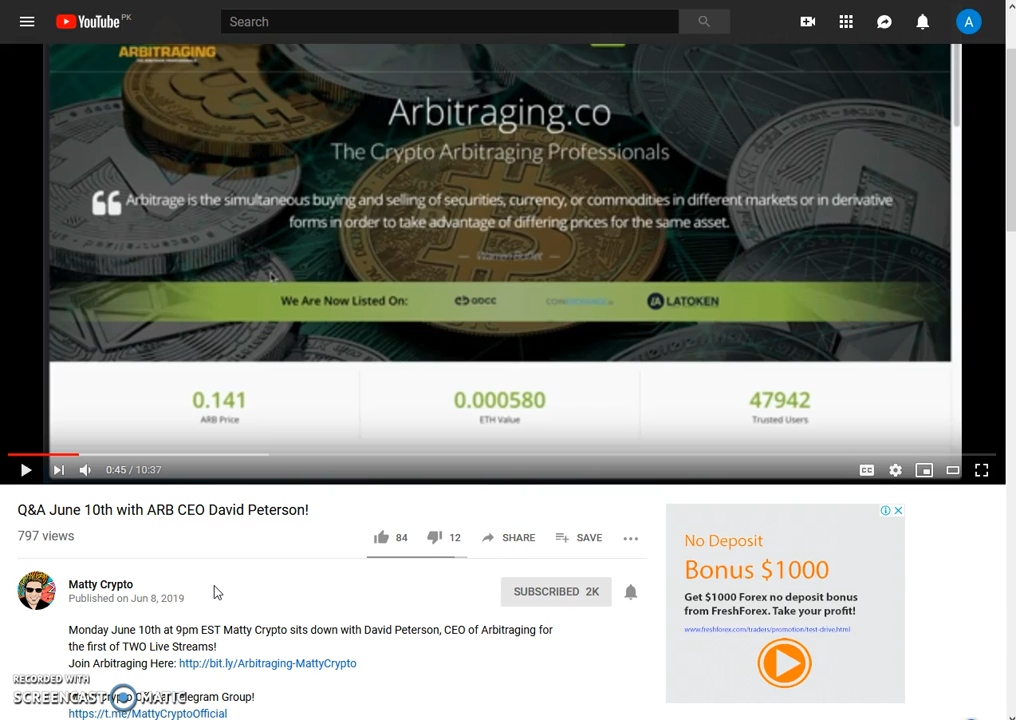 YouTube PK
Search
A
ARBITRAGING
Arbitraging.co
The Crypto Arbitraging Professionals
Arbitrage is the simultaneous buying and selling of securities, currency, or commodities in different markets or in derivative
forms in order to take advantage of differing prices for the same asset.
We Are Now Listed On: LATOKEN
0.141 0.000580 47942
ARB Price ETH Value Trusted Users
0:45 / 10:37
CC
Q&A June 10th with ARB CEO David Peterson!
797 views
84 12 SHARE SAVE
Matty Crypto
Published on Jun 8, 2019
SUBSCRIBED 2K
Monday June 10th at 9pm EST Matty Crypto sits down with David Peterson, CEO of Arbitraging for
the first of TWO Live Streams!
Join Arbitraging Here: http://bit.ly/Arbitraging-MattyCrypto
Telegram Group!
https://t.me/MattyCryptoOfficial
RECORDED WITH
SCREENCAST MATIC
No Deposit
Bonus $1000
Get $1000 Forex no deposit bonus
from FreshForex. Take your profit!
www.freshforex.com/traders/promotion/test-drive.html